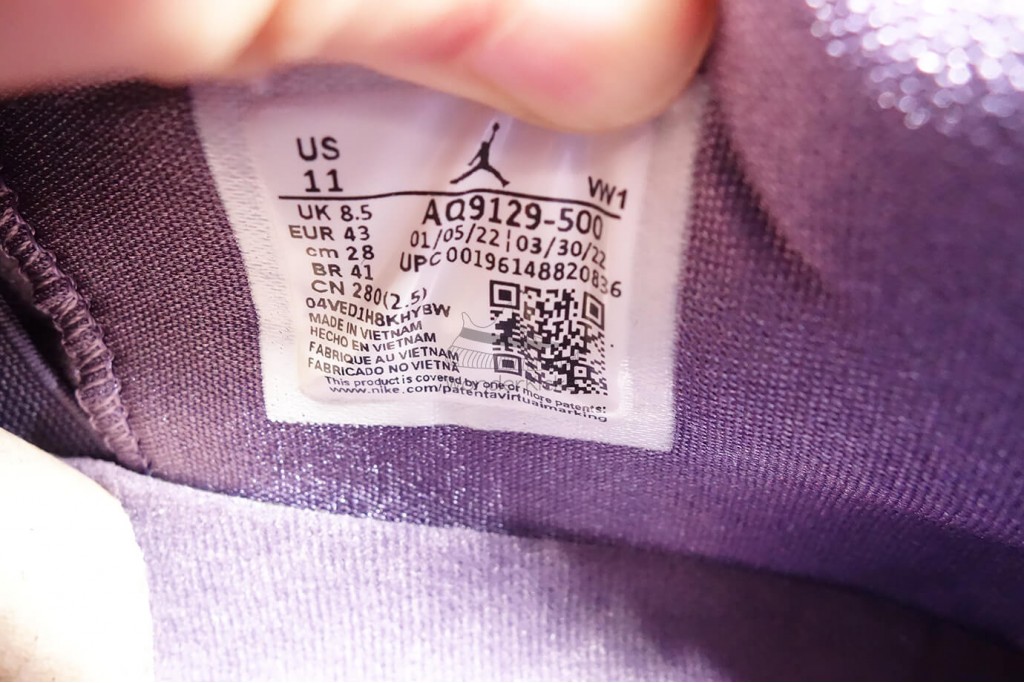 US
11
VW1
UK 8.5
EUR 43
cm 28
BR 41
CN 280(2.5)
AQ9129-500
01/05/22|03/30/22
UPC 00196148820836
04VED1H8KHYBW
MADE IN VIETNAM
HECHO EN VIETNAM
FABRIQUE AU VIETNAM
FABRICADO NO VIETNA
This product is covered by one or more patents:
www.nike.com/patentavirtualmarking